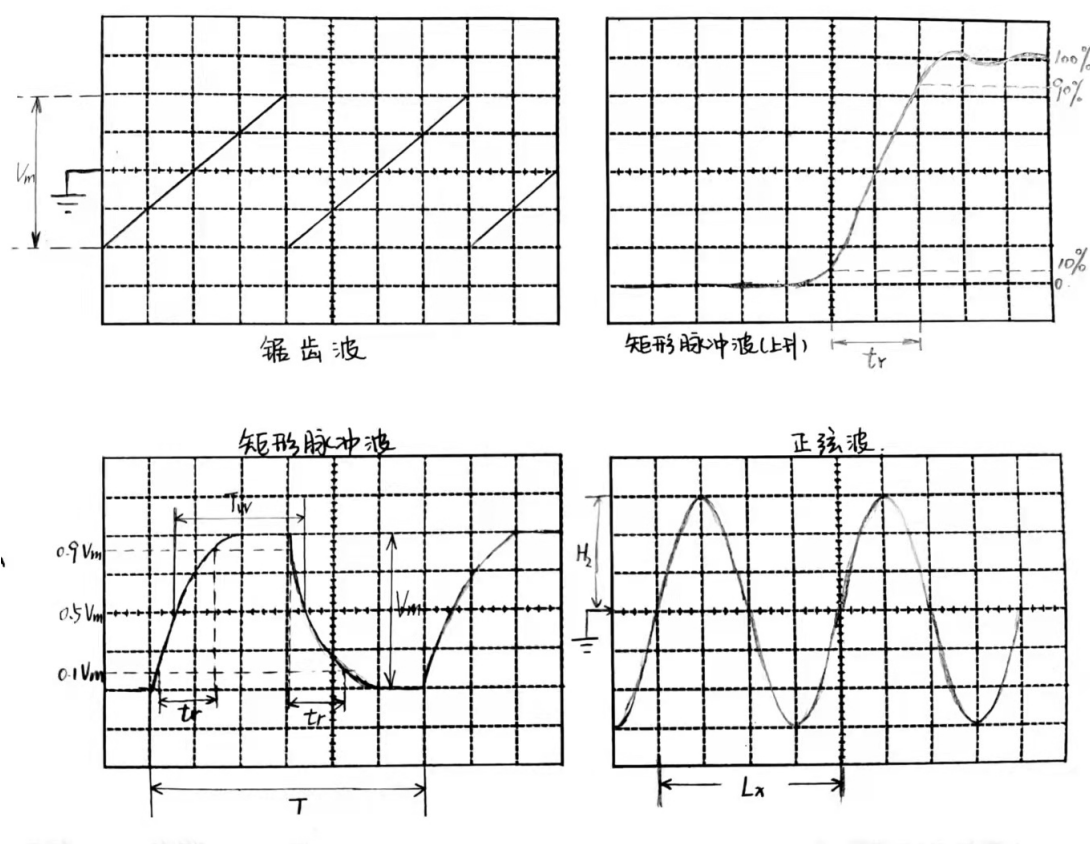 Vm
锯齿波
100%
90%
10%
0
矩形脉冲波(上升)
tr
矩形脉冲波
Tw
0.9Vm
0.5Vm
Vm
0.1Vm
tr
tr
T
正弦波.
H₂
Lx